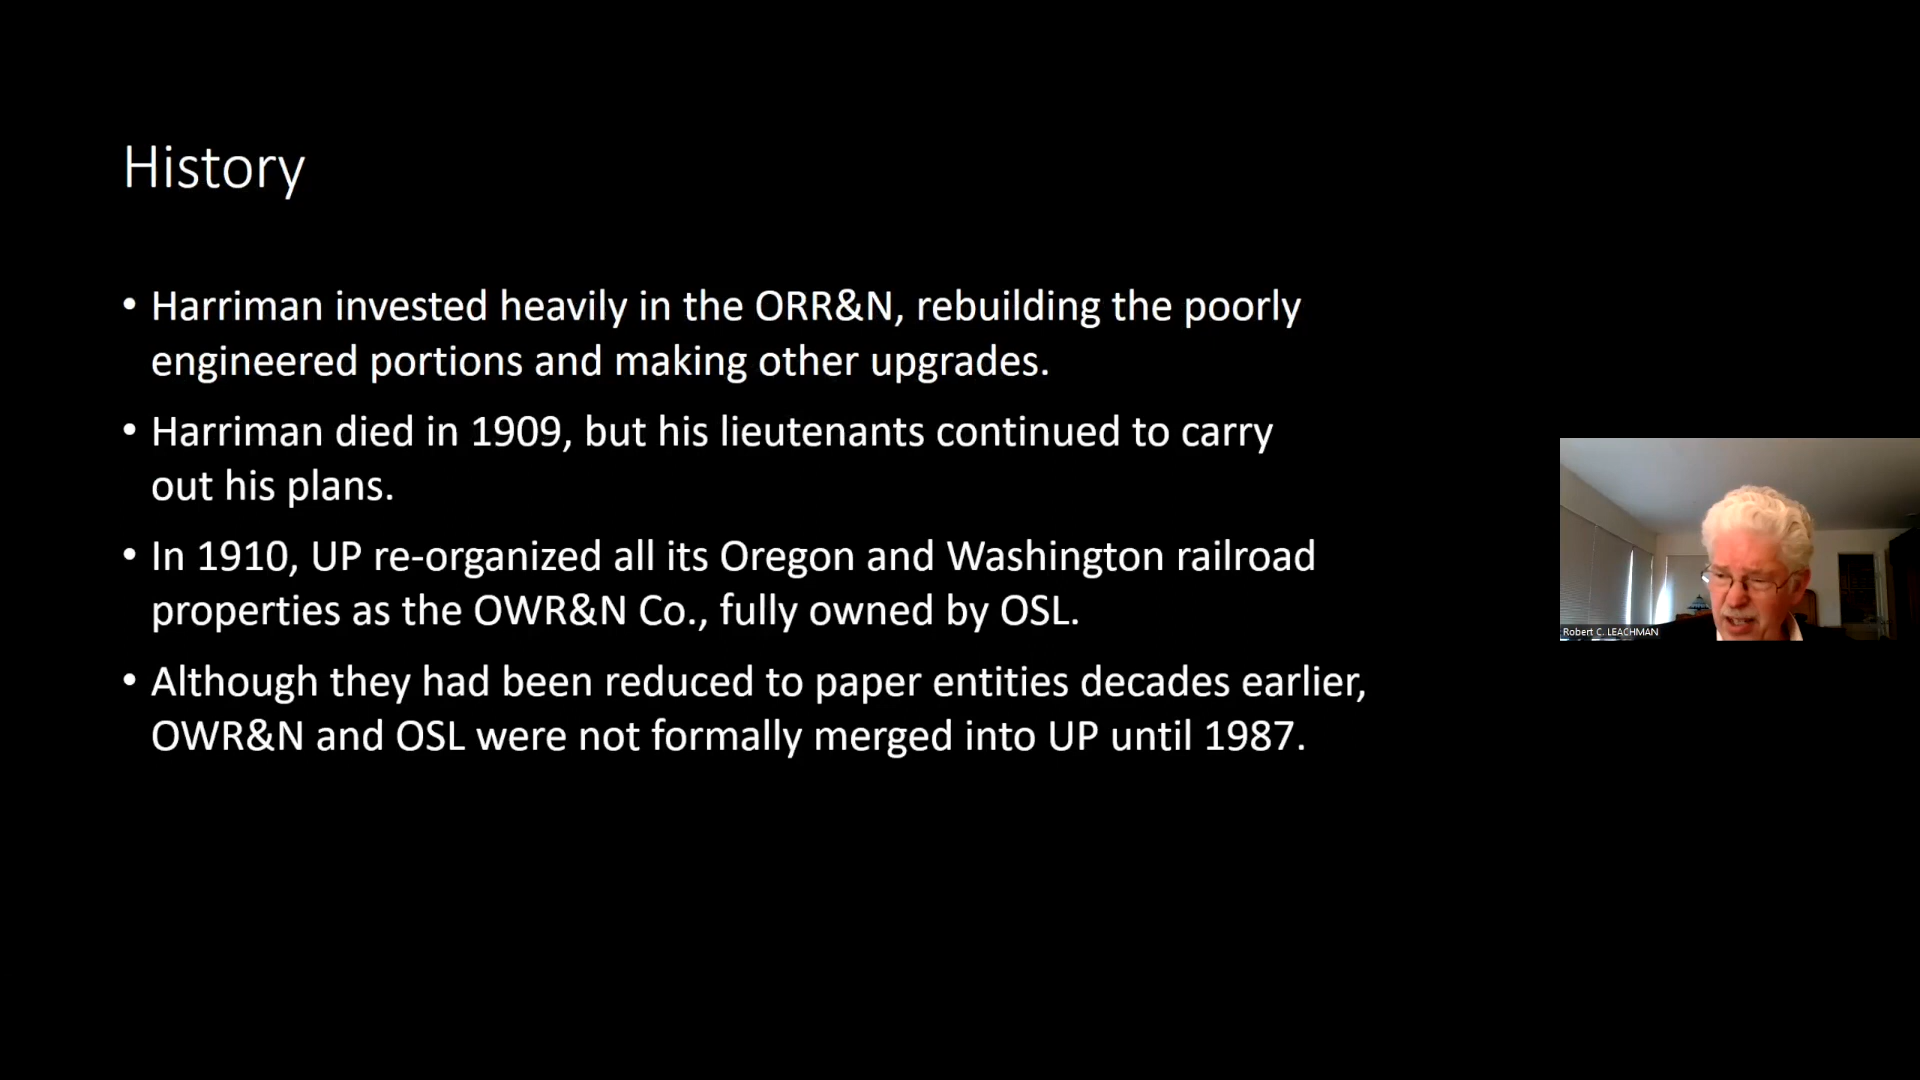 History
• Harriman invested heavily in the ORR&N, rebuilding the poorly
engineered portions and making other upgrades.
• Harriman died in 1909, but his lieutenants continued to carry
out his plans.
• In 1910, UP re-organized all its Oregon and Washington railroad
properties as the OWR&N Co., fully owned by OSL.
• Although they had been reduced to paper entities decades earlier,
OWR&N and OSL were not formally merged into UP until 1987.
Robert C. LEACHMAN